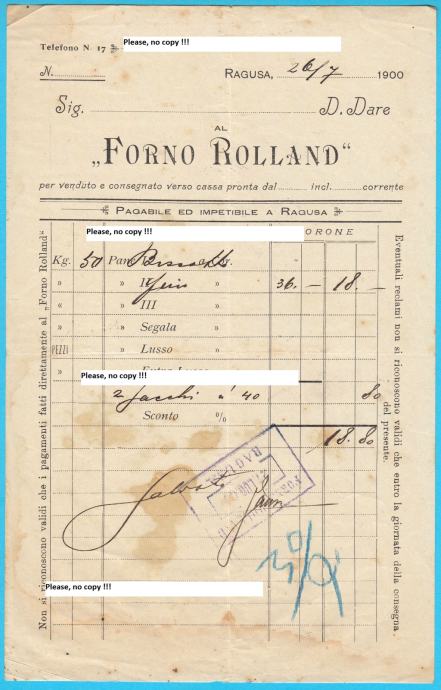 Telefono N. 17
Please, no copy !!!
N.
RAGUSA, 26/7 1900
Sig. D. Dare
AL
„FORNO ROLLAND“
per venduto e consegnato verso cassa pronta dal incl. corrente
PAGABILE ED IMPETIBILE A RAGUSA
Please, no copy !!!
CORONE
Kg. 50 Pan
" II " 36. – 18. –
" " III "
" " Segala "
" Lusso "
"
Please, no copy !!!
2 Sacchi a 40 80
Sconto %
18.80
RAGUSA
Please, no copy !!!
Non si riconoscono validi che i pagamenti fatti direttamente al „Forno Rolland“
Eventuali reclami non si riconoscono validi che entro la giornata della consegna
del presente.